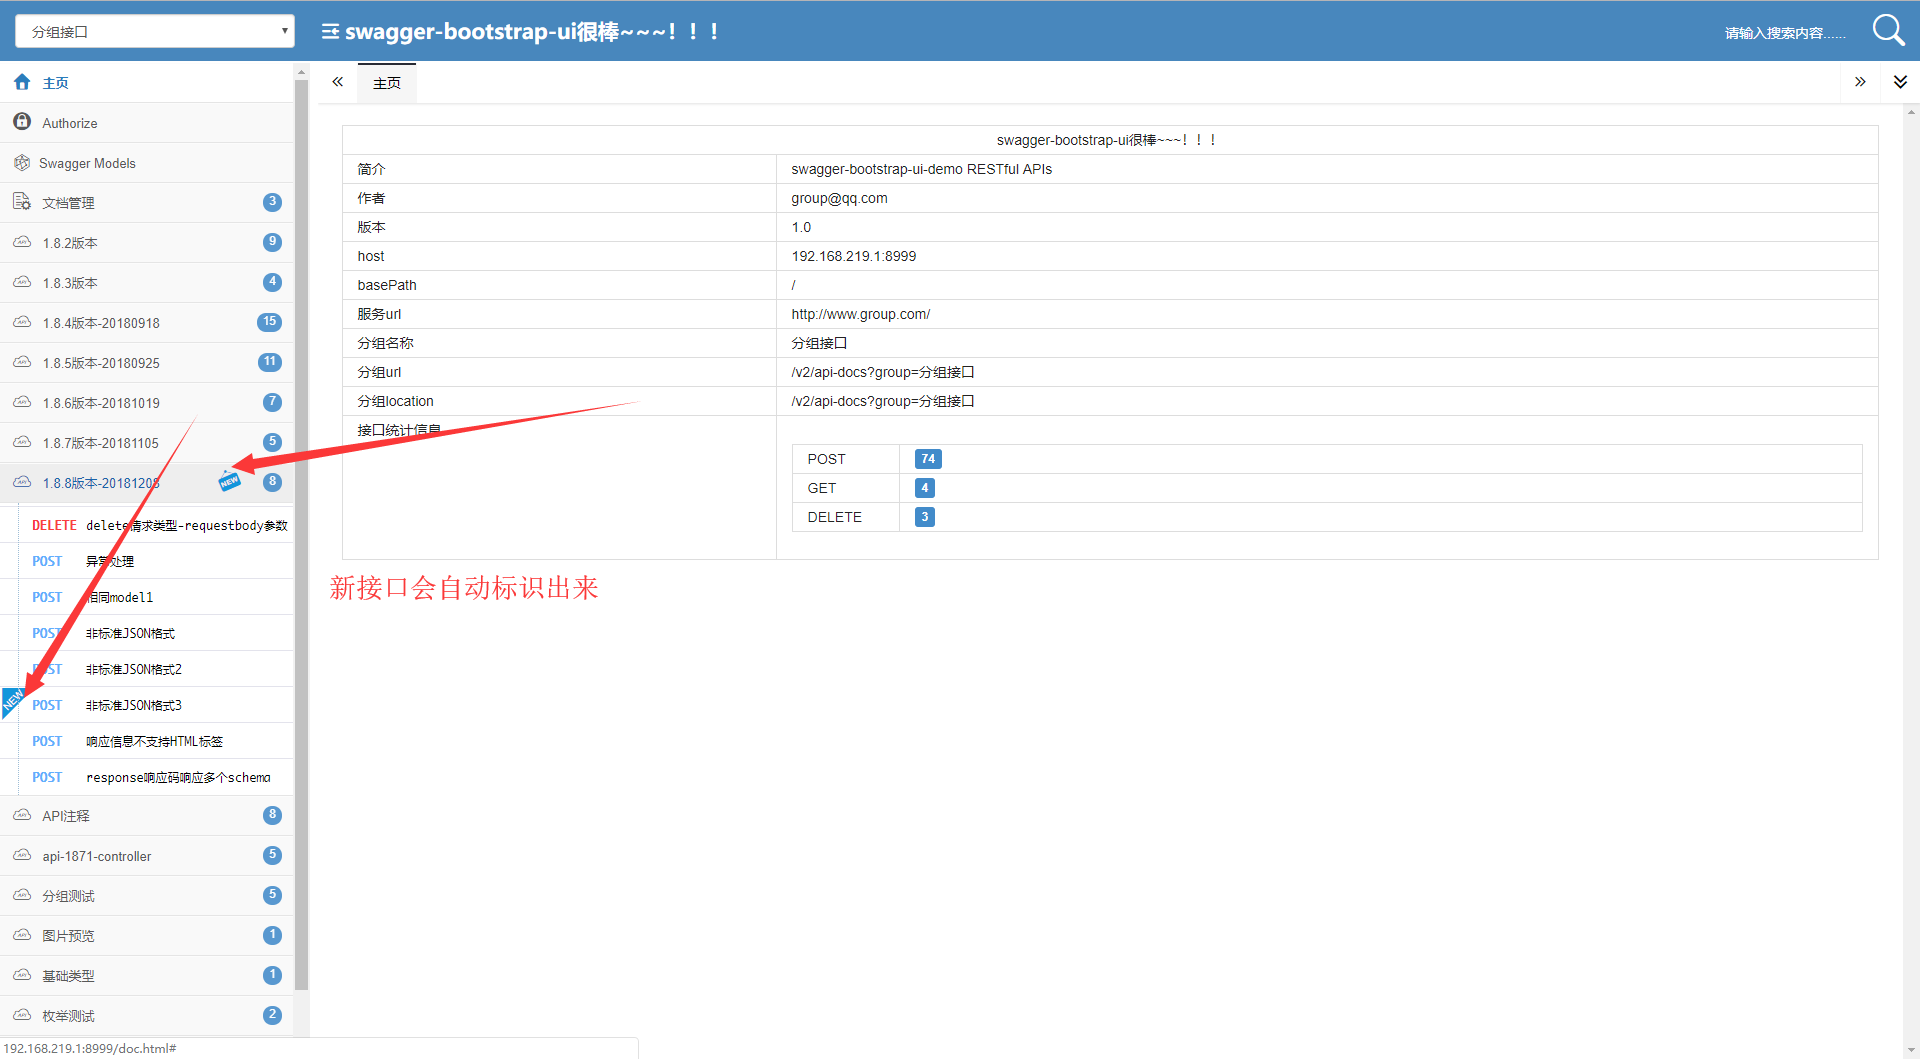 分组接口
swagger-bootstrap-ui很棒~~~！！！
请输入搜索内容......
主页
Authorize
Swagger Models
文档管理 3
1.8.2版本 9
1.8.3版本 4
1.8.4版本-20180918 15
1.8.5版本-20180925 11
1.8.6版本-20181019 7
1.8.7版本-20181105 5
1.8.8版本-20181208 NEW 8
DELETE delete请求类型-requestbody参数
POST 异常处理
POST 相同model1
POST 非标准JSON格式
POST 非标准JSON格式2
NEW POST 非标准JSON格式3
POST 响应信息不支持HTML标签
POST response响应码响应多个schema
API注释 8
api-1871-controller 5
分组测试 5
图片预览 1
基础类型 1
枚举测试 2
192.168.219.1:8999/doc.html#
主页
swagger-bootstrap-ui很棒~~~！！！
简介 swagger-bootstrap-ui-demo RESTful APIs
作者 group@qq.com
版本 1.0
host 192.168.219.1:8999
basePath /
服务url http://www.group.com/
分组名称 分组接口
分组url /v2/api-docs?group=分组接口
分组location /v2/api-docs?group=分组接口
接口统计信息
POST 74
GET 4
DELETE 3
新接口会自动标识出来